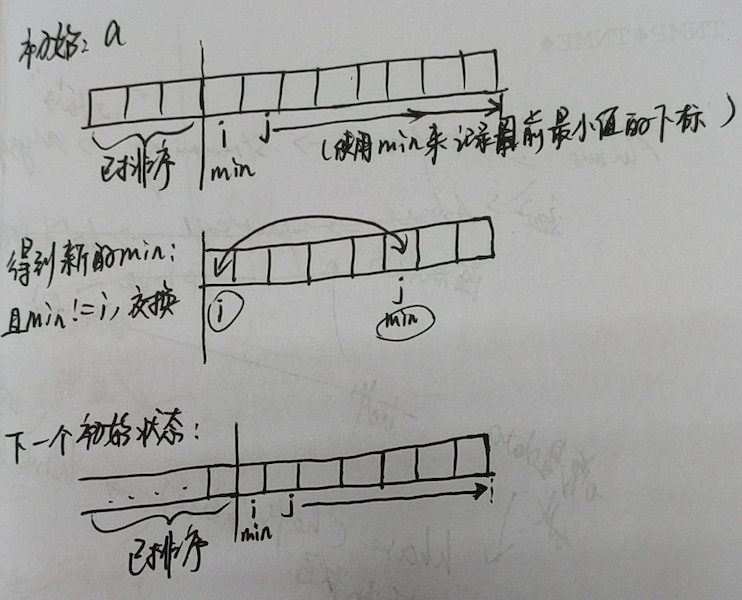 初始: a
已排序
i j
min
(使用min来记录当前最小值的下标)
得到新的min;
且min!=i, 交换
i
j
min
下一个初始状态:
.....
已排序
i j
min